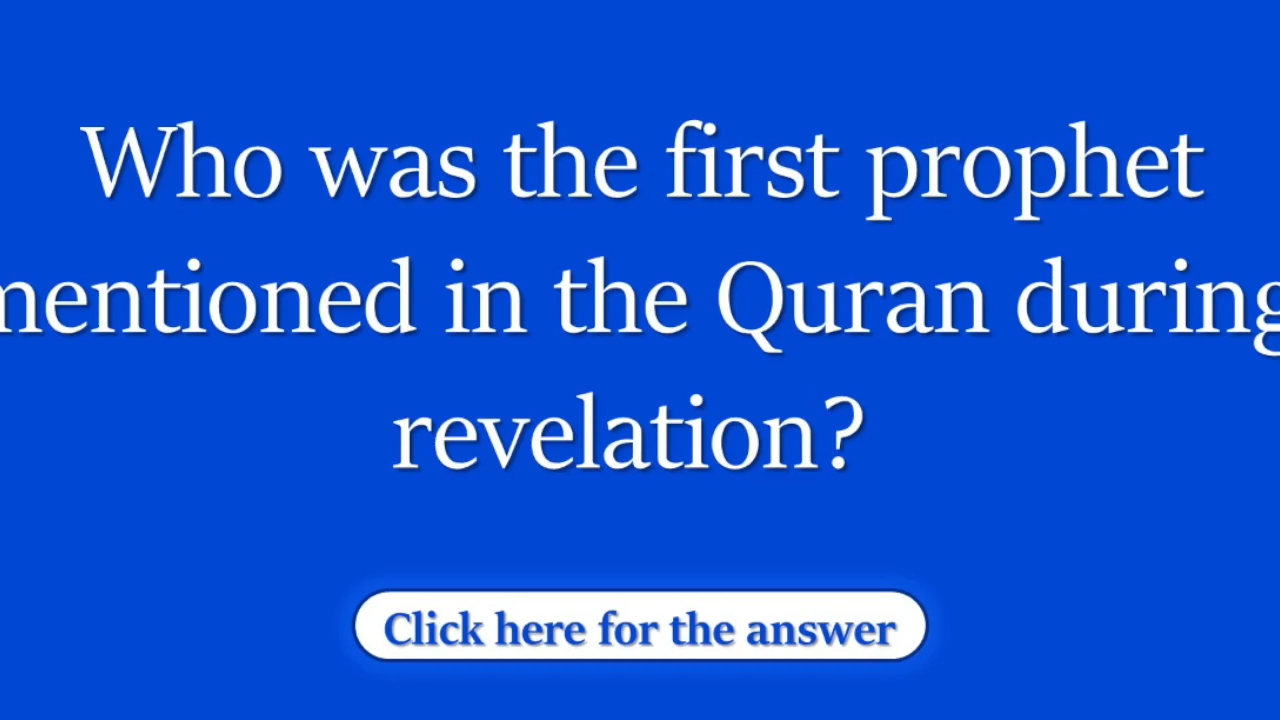 Who was the first prophet
mentioned in the Quran during
revelation?
Click here for the answer